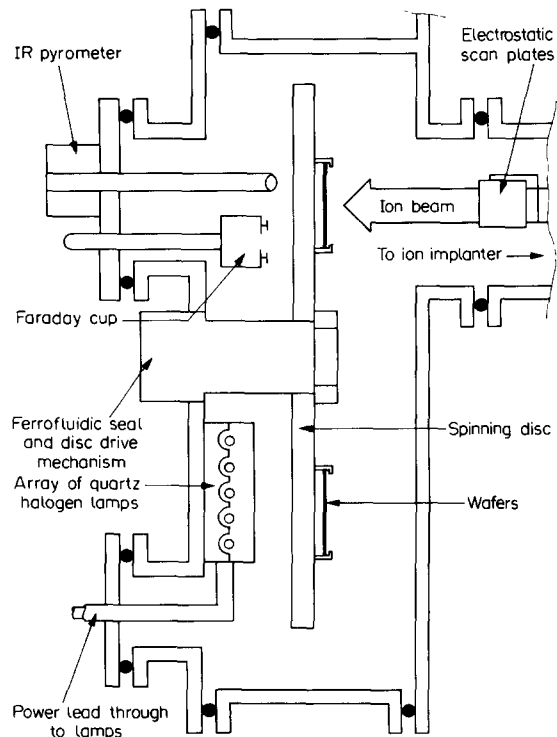 IR pyrometer
Electrostatic
scan plates
Ion beam
To ion implanter
Faraday cup
Ferrofluidic seal
and disc drive
mechanism
Array of quartz
halogen lamps
Spinning disc
Wafers
Power lead through
to lamps